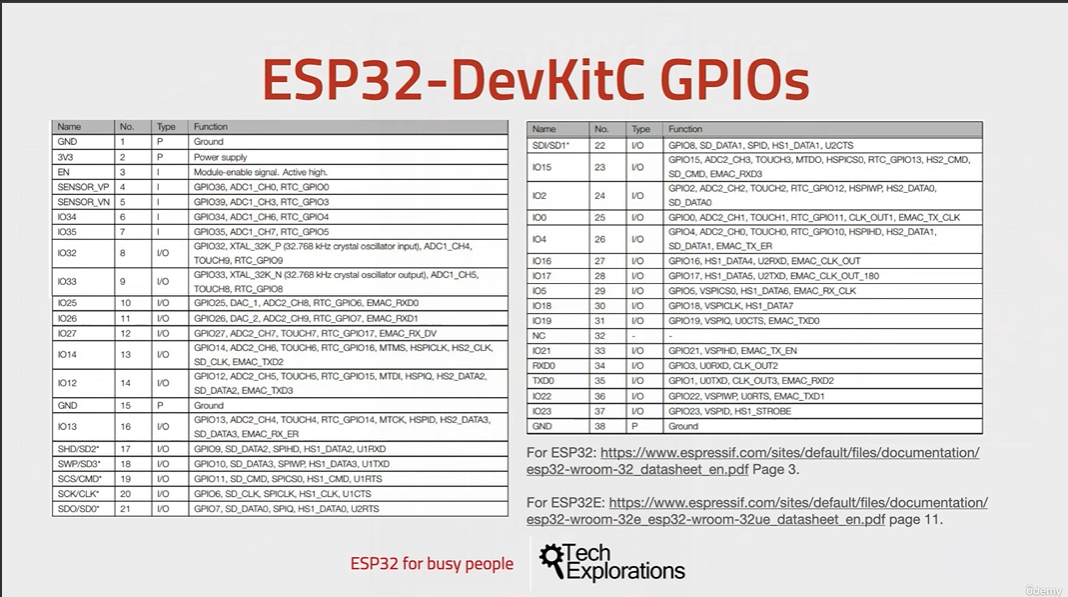 ESP32-DevKitC GPIOs
Name No. Type Function
GND 1 P Ground
3V3 2 P Power supply
EN 3 I Module-enable signal. Active high.
SENSOR_VP 4 I GPIO36, ADC1_CH0, RTC_GPIO0
SENSOR_VN 5 I GPIO39, ADC1_CH3, RTC_GPIO3
IO34 6 I GPIO34, ADC1_CH6, RTC_GPIO4
IO35 7 I GPIO35, ADC1_CH7, RTC_GPIO5
IO32 8 I/O GPIO32, XTAL_32K_P (32.768 kHz crystal oscillator input), ADC1_CH4,
TOUCH9, RTC_GPIO9
IO33 9 I/O GPIO33, XTAL_32K_N (32.768 kHz crystal oscillator output), ADC1_CH5,
TOUCH8, RTC_GPIO8
IO25 10 I/O GPIO25, DAC_1, ADC2_CH8, RTC_GPIO6, EMAC_RXD0
IO26 11 I/O GPIO26, DAC_2, ADC2_CH9, RTC_GPIO7, EMAC_RXD1
IO27 12 I/O GPIO27, ADC2_CH7, TOUCH7, RTC_GPIO17, EMAC_RX_DV
IO14 13 I/O GPIO14, ADC2_CH6, TOUCH6, RTC_GPIO16, MTMS, HSPICLK, HS2_CLK,
SD_CLK, EMAC_TXD2
IO12 14 I/O GPIO12, ADC2_CH5, TOUCH5, RTC_GPIO15, MTDI, HSPIQ, HS2_DATA2,
SD_DATA2, EMAC_TXD3
GND 15 P Ground
IO13 16 I/O GPIO13, ADC2_CH4, TOUCH4, RTC_GPIO14, MTCK, HSPID, HS2_DATA3,
SD_DATA3, EMAC_RX_ER
SHD/SD2* 17 I/O GPIO9, SD_DATA2, SPIHD, HS1_DATA2, U1RXD
SWP/SD3* 18 I/O GPIO10, SD_DATA3, SPIWP, HS1_DATA3, U1TXD
SCS/CMD* 19 I/O GPIO11, SD_CMD, SPICS0, HS1_CMD, U1RTS
SCK/CLK* 20 I/O GPIO6, SD_CLK, SPICLK, HS1_CLK, U1CTS
SDO/SD0* 21 I/O GPIO7, SD_DATA0, SPIQ, HS1_DATA0, U2RTS
Name No. Type Function
SDI/SD1* 22 I/O GPIO8, SD_DATA1, SPID, HS1_DATA1, U2CTS
IO15 23 I/O GPIO15, ADC2_CH3, TOUCH3, MTDO, HSPICS0, RTC_GPIO13, HS2_CMD,
SD_CMD, EMAC_RXD3
IO2 24 I/O GPIO2, ADC2_CH2, TOUCH2, RTC_GPIO12, HSPIWP, HS2_DATA0,
SD_DATA0
IO0 25 I/O GPIO0, ADC2_CH1, TOUCH1, RTC_GPIO11, CLK_OUT1, EMAC_TX_CLK
IO4 26 I/O GPIO4, ADC2_CH0, TOUCH0, RTC_GPIO10, HSPIHD, HS2_DATA1,
SD_DATA1, EMAC_TX_ER
IO16 27 I/O GPIO16, HS1_DATA4, U2RXD, EMAC_CLK_OUT
IO17 28 I/O GPIO17, HS1_DATA5, U2TXD, EMAC_CLK_OUT_180
IO5 29 I/O GPIO5, VSPICS0, HS1_DATA6, EMAC_RX_CLK
IO18 30 I/O GPIO18, VSPICLK, HS1_DATA7
IO19 31 I/O GPIO19, VSPIQ, U0CTS, EMAC_TXD0
NC 32 - -
IO21 33 I/O GPIO21, VSPIHD, EMAC_TX_EN
RXD0 34 I/O GPIO3, U0RXD, CLK_OUT2
TXD0 35 I/O GPIO1, U0TXD, CLK_OUT3, EMAC_RXD2
IO22 36 I/O GPIO22, VSPIWP, U0RTS, EMAC_TXD1
IO23 37 I/O GPIO23, VSPID, HS1_STROBE
GND 38 P Ground
For ESP32: https://www.espressif.com/sites/default/files/documentation/
esp32-wroom-32_datasheet_en.pdf Page 3.
For ESP32E: https://www.espressif.com/sites/default/files/documentation/
esp32-wroom-32e_esp32-wroom-32ue_datasheet_en.pdf page 11.
ESP32 for busy people
Tech
Explorations
ûdemy